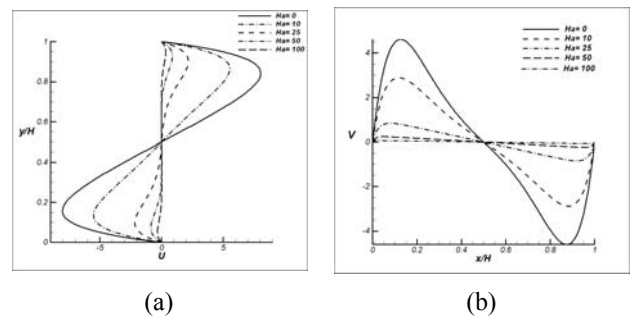 Ha= 0
Ha= 10
Ha= 25
Ha= 50
Ha= 100
1
0.8
0.6
y/H
0.4
0.2
0
-5 0 5
U
(a)
Ha= 0
Ha= 10
Ha= 25
Ha= 50
Ha= 100
4
2
V 0
-2
-4
0 0.2 0.4 0.6 0.8 1
x/H
(b)